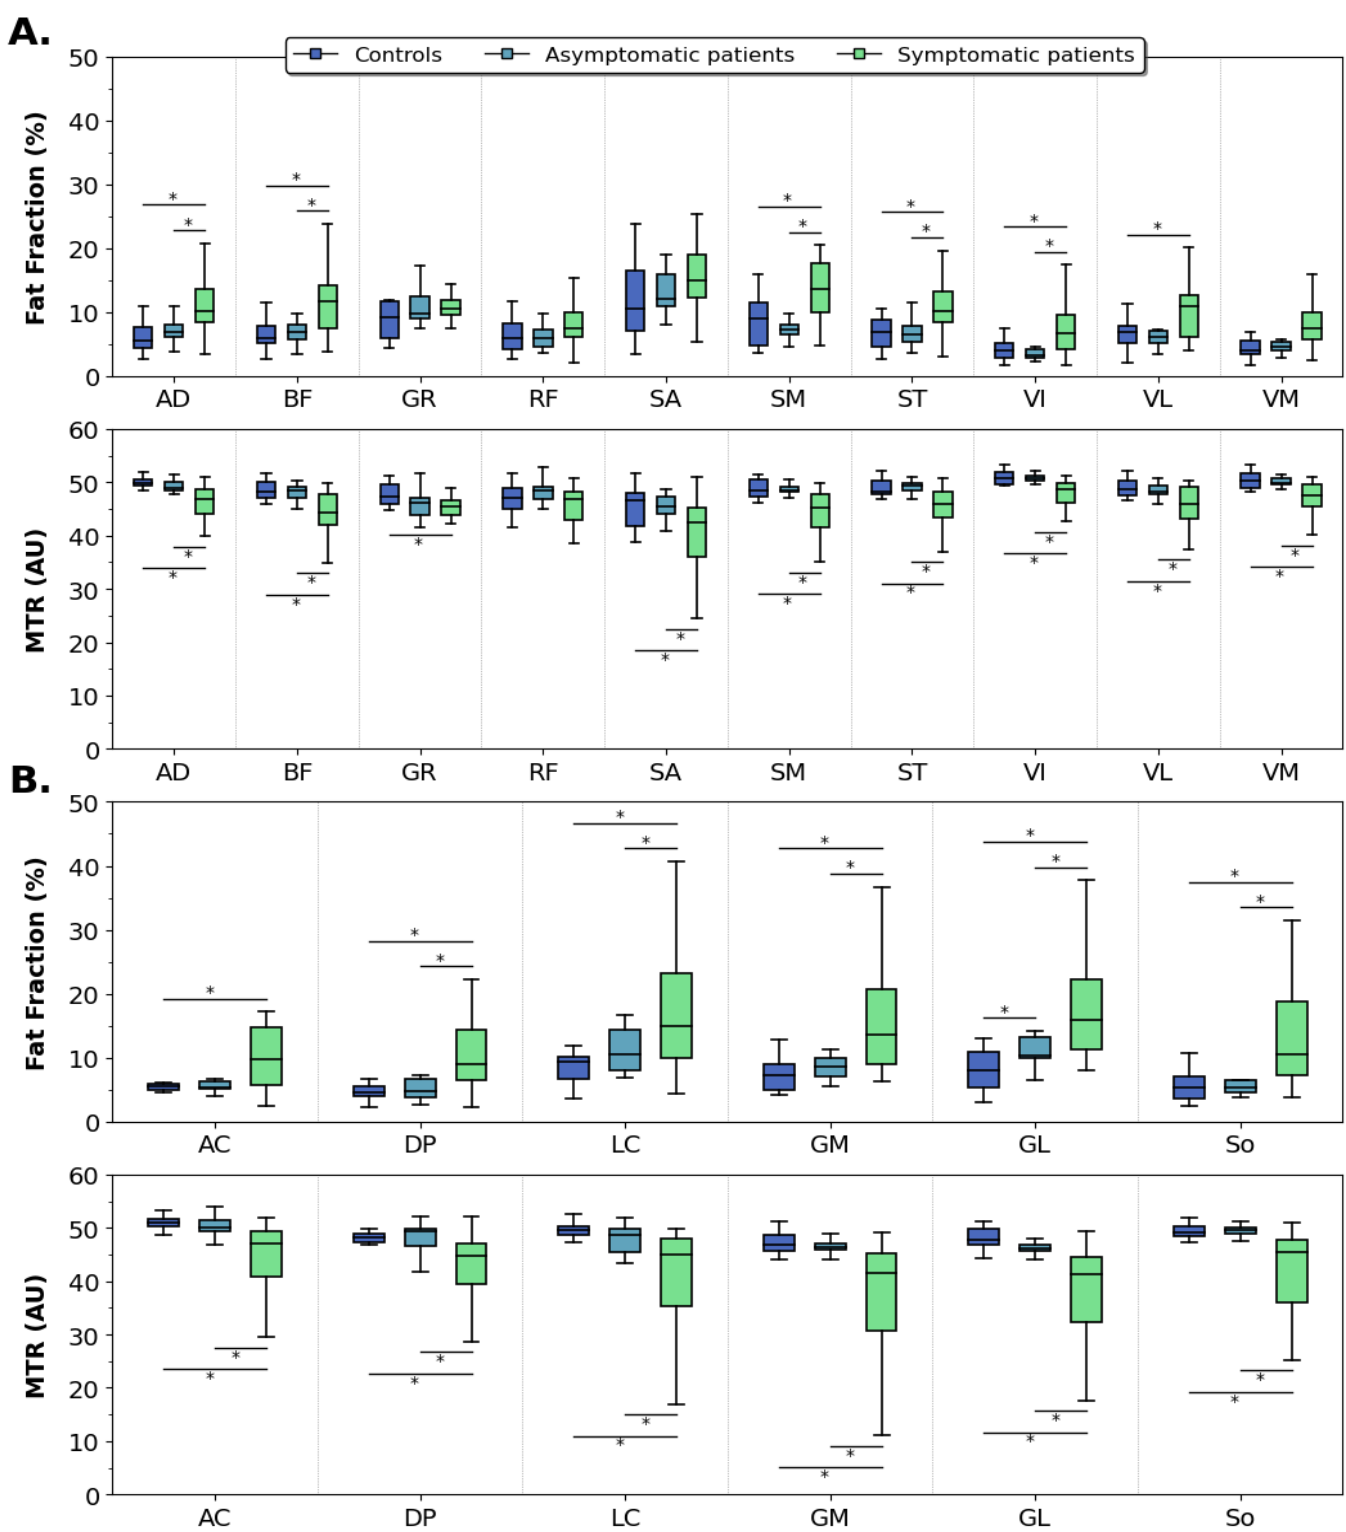 A.
Controls Asymptomatic patients Symptomatic patients
Fat Fraction (%)
50
40
30
20
10
0
* * * * * * * * * * *
AD BF GR RF SA SM ST VI VL VM
MTR (AU)
60
50
40
30
20
10
0
* * * * * * * * * * * * * * * * *
AD BF GR RF SA SM ST VI VL VM
B.
Fat Fraction (%)
50
40
30
20
10
0
* * * * * * * * * * * *
AC DP LC GM GL So
MTR (AU)
60
50
40
30
20
10
0
* * * * * * * * * * * *
AC DP LC GM GL So